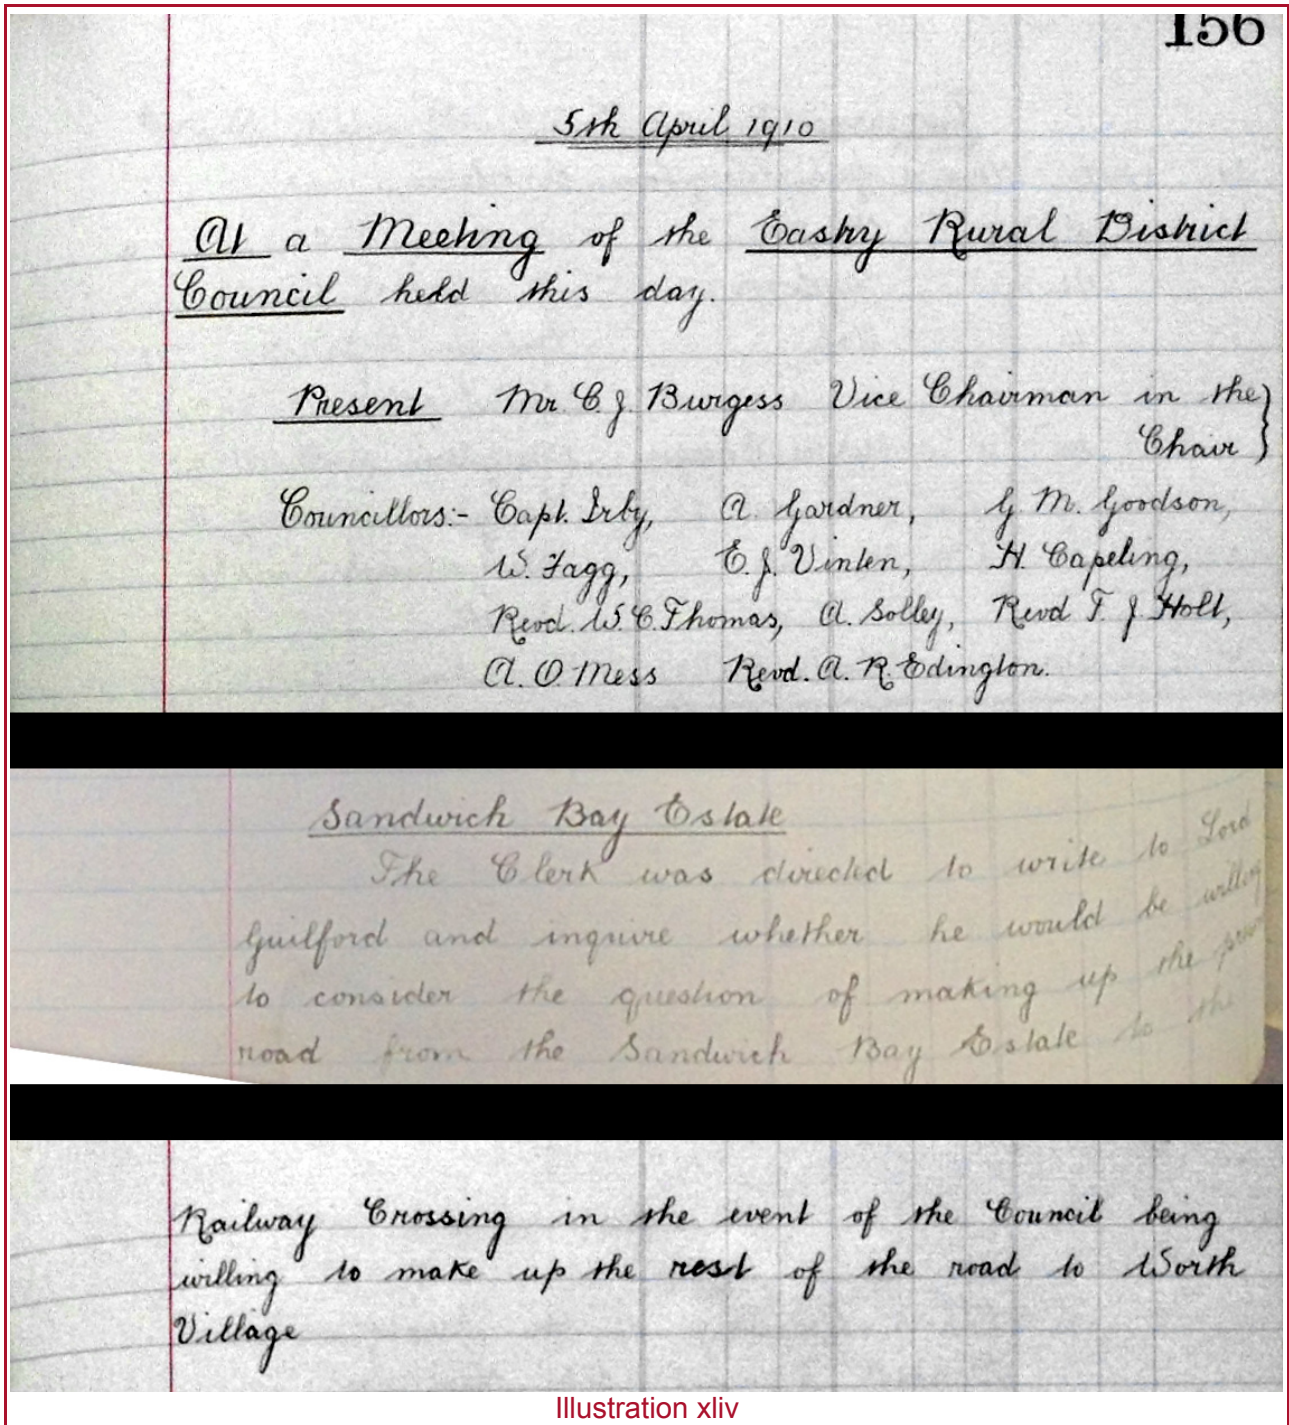 156
5th April 1910
At a Meeting of the Eastry Rural District
Council held this day.
Present Mr. C. J. Burgess Vice Chairman in the
Chair
Councillors:- Capt. Irby, A. Gardner, G M. Goodson,
W. Fagg, E. J. Vinten, H. Capeling,
Revd. W. C. Thomas, A. Solley, Revd T. J. Holt,
A. O. Mess Revd. A. R. Edington.
Sandwich Bay Estate
The Clerk was directed to write to Lord
Guilford and inquire whether he would be willing
to consider the question of making up the
road from the Sandwich Bay Estate to the
Railway Crossing in the event of the Council being
willing to make up the rest of the road to Worth
Village
Illustration xliv